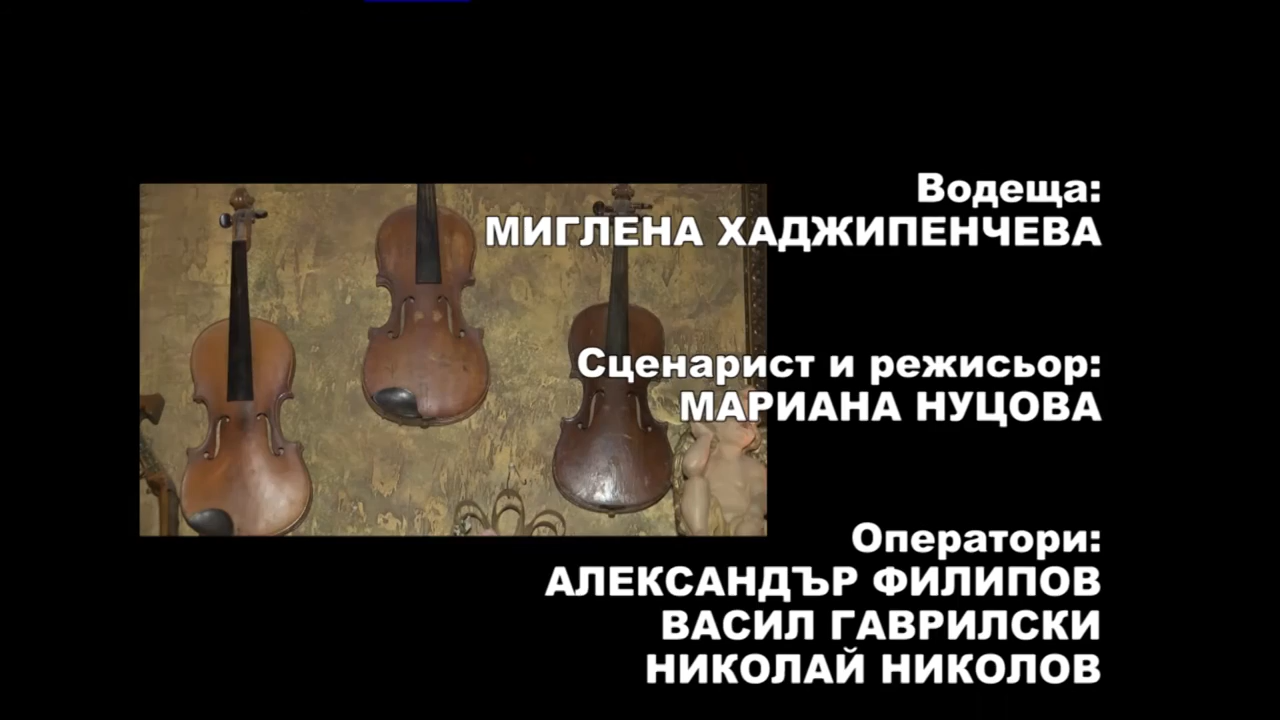 Водеща:
МИГЛЕНА ХАДЖИПЕНЧЕВА
Сценарист и режисьор:
МАРИАНА НУЦОВА
Оператори:
АЛЕКСАНДЪР ФИЛИПОВ
ВАСИЛ ГАВРИЛСКИ
НИКОЛАЙ НИКОЛОВ